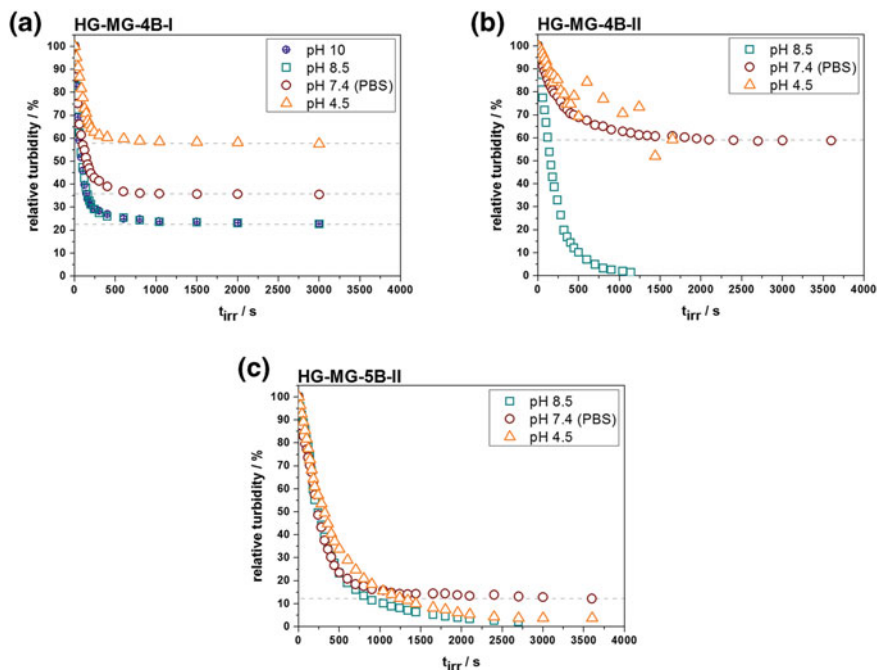 (a)
HG-MG-4B-I
pH 10
pH 8.5
pH 7.4 (PBS)
pH 4.5
relative turbidity / %
100
90
80
70
60
50
40
30
20
10
0
0 500 1000 1500 2000 2500 3000 3500 4000
t_irr / s
(b)
HG-MG-4B-II
pH 8.5
pH 7.4 (PBS)
pH 4.5
relative turbidity / %
100
90
80
70
60
50
40
30
20
10
0
0 500 1000 1500 2000 2500 3000 3500 4000
t_irr / s
(c)
HG-MG-5B-II
pH 8.5
pH 7.4 (PBS)
pH 4.5
relative turbidity / %
100
90
80
70
60
50
40
30
20
10
0
0 500 1000 1500 2000 2500 3000 3500 4000
t_irr / s